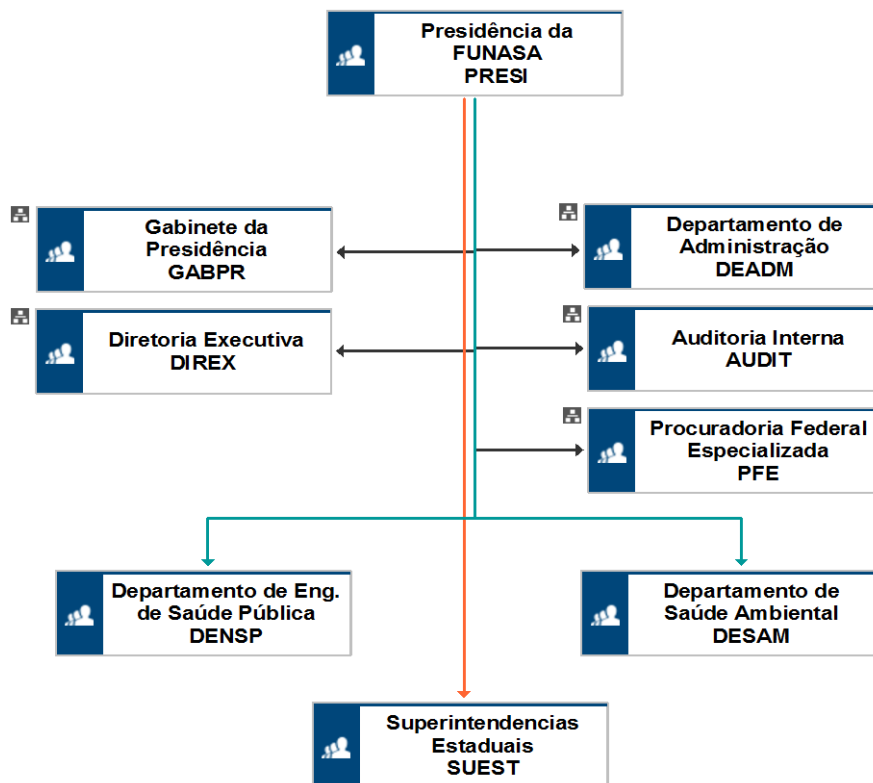 Presidência da
FUNASA
PRESI
Gabinete da
Presidência
GABPR
Departamento de
Administração
DEADM
Diretoria Executiva
DIREX
Auditoria Interna
AUDIT
Procuradoria Federal
Especializada
PFE
Departamento de Eng.
de Saúde Pública
DENSP
Departamento de
Saúde Ambiental
DESAM
Superintendencias
Estaduais
SUEST